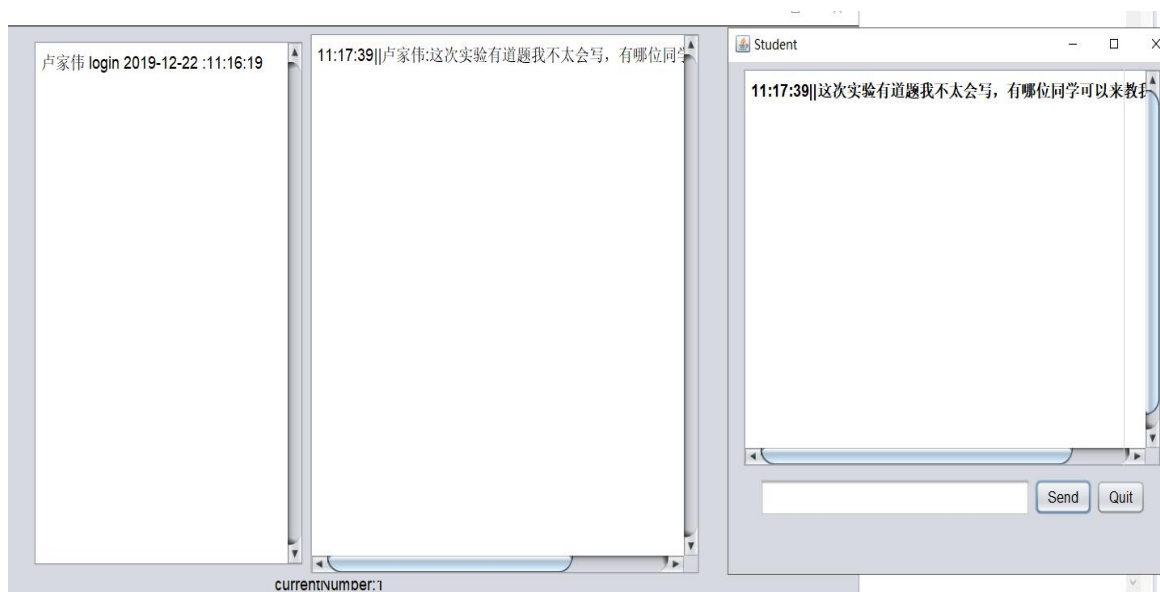 卢家伟 login 2019-12-22 :11:16:19
11:17:39||卢家伟:这次实验有道题我不太会写，有哪位同学
currentNumber:1
Student
11:17:39||这次实验有道题我不太会写，有哪位同学可以来教我
Send
Quit